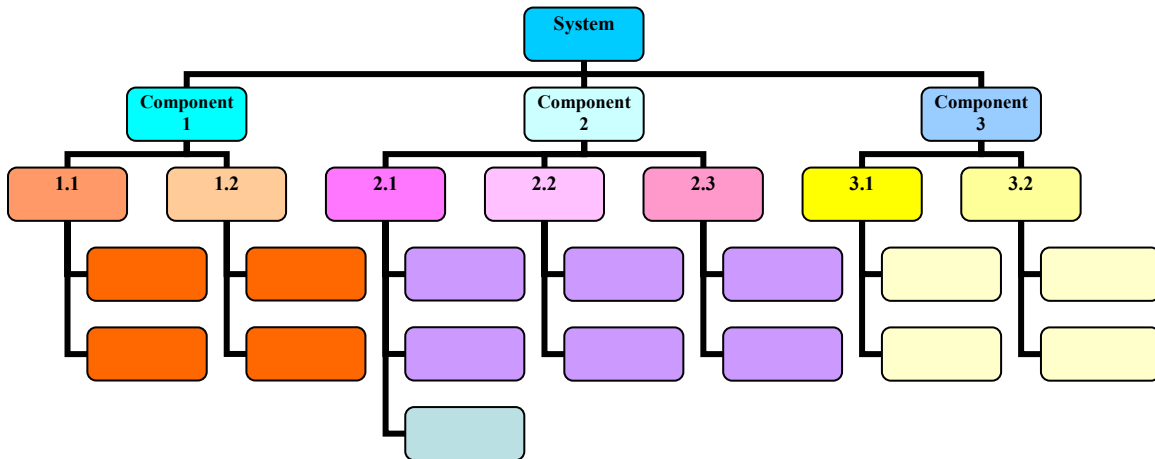 System
Component
1
Component
2
Component
3
1.1
1.2
2.1
2.2
2.3
3.1
3.2